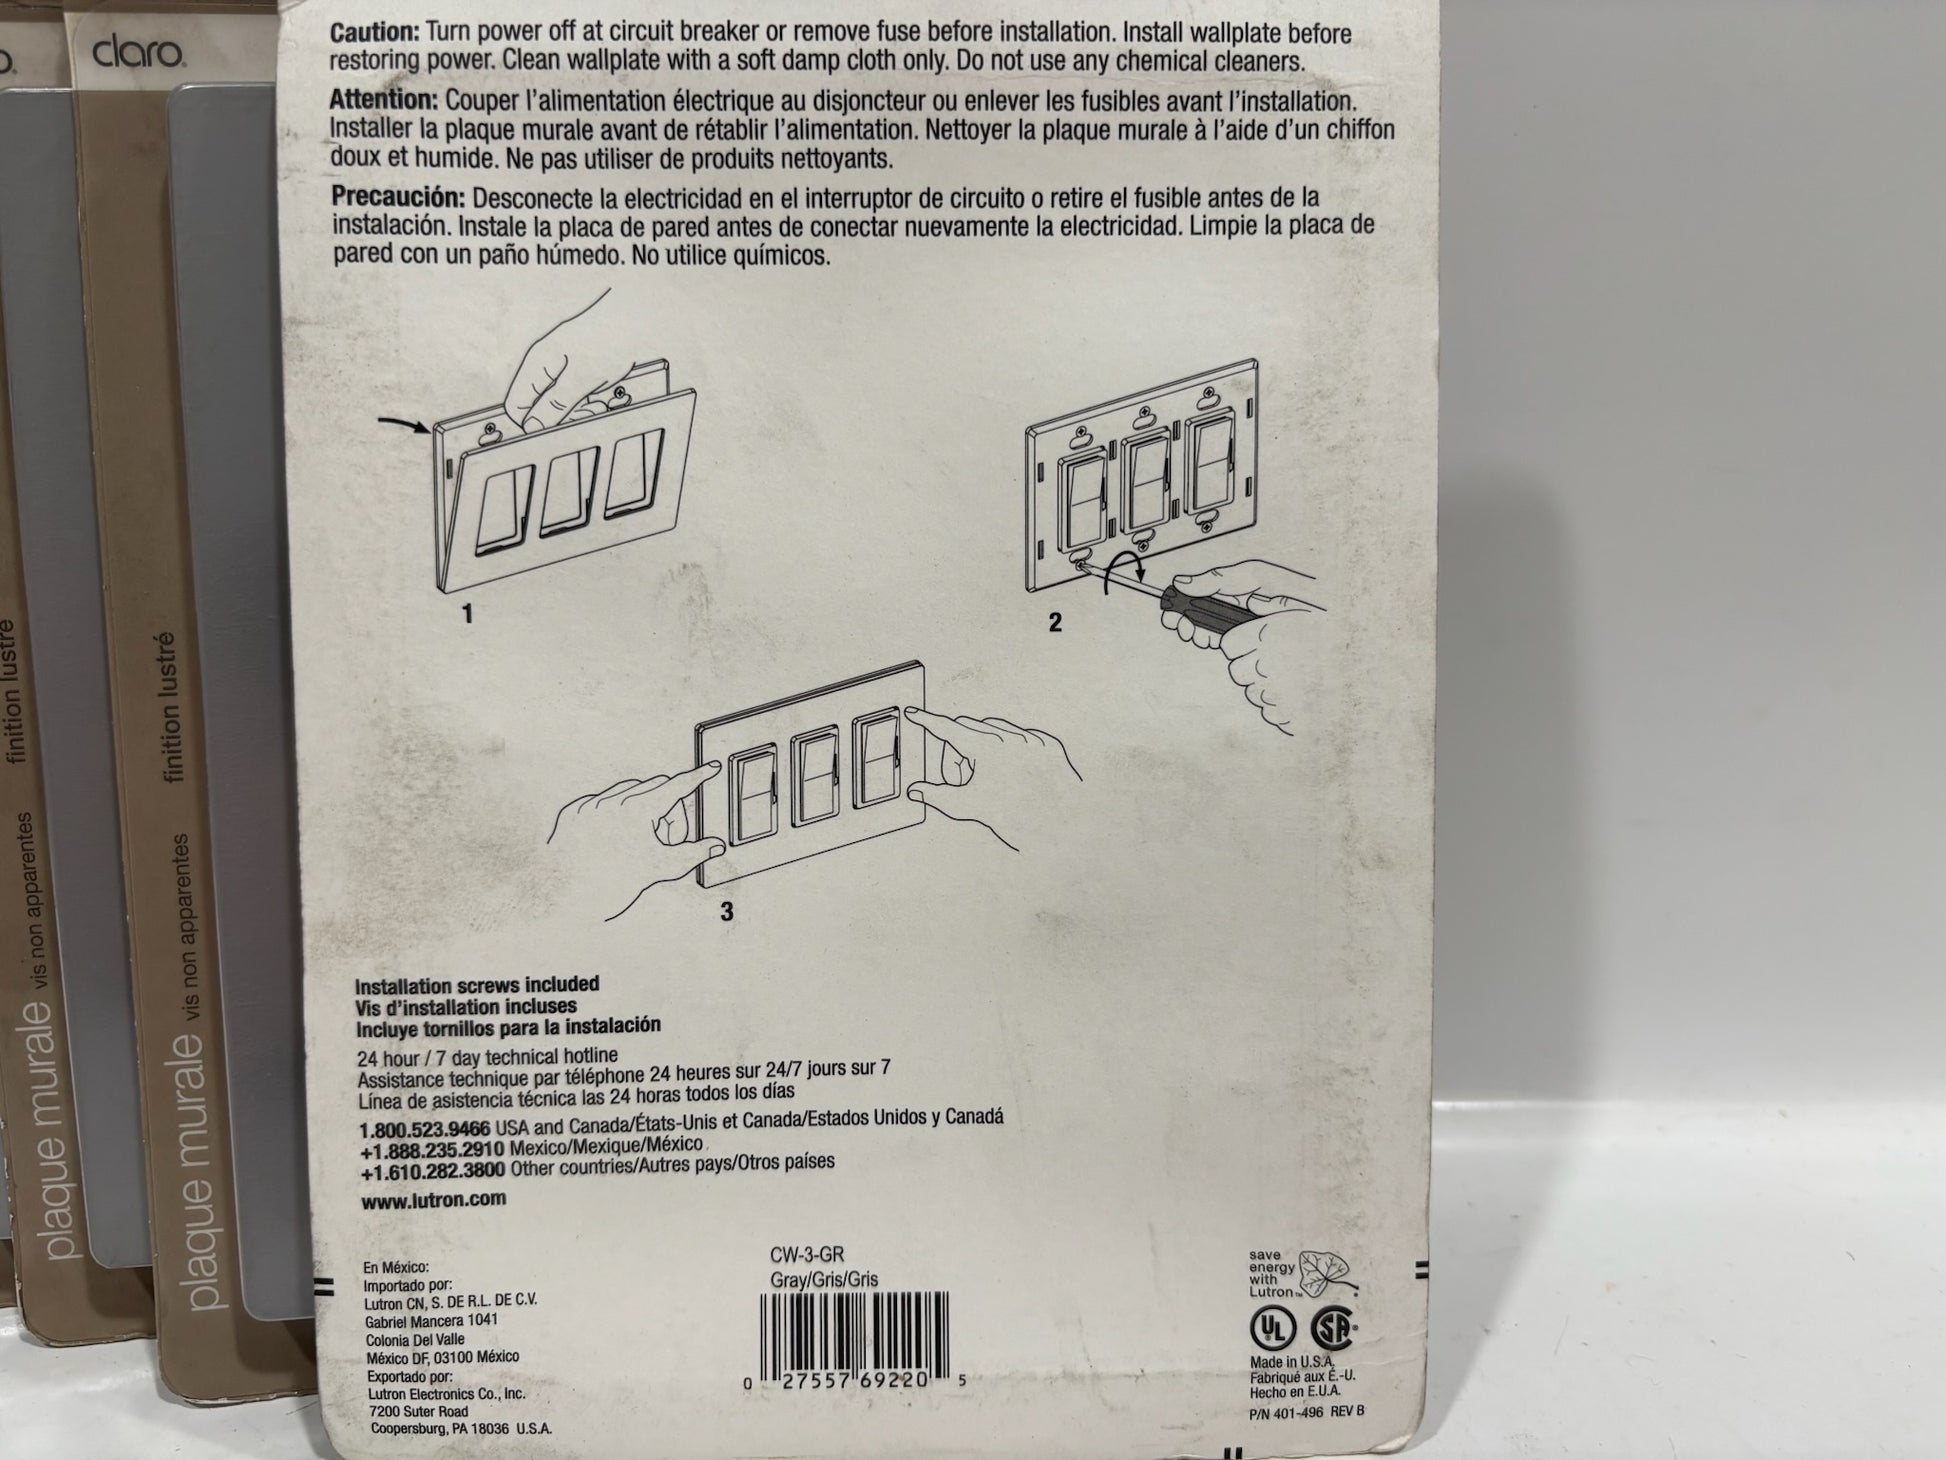 claro.
finition lustré
vis non apparentes
plaque murale
finition lustré
vis non apparentes
plaque murale
Caution: Turn power off at circuit breaker or remove fuse before installation. Install wallplate before
restoring power. Clean wallplate with a soft damp cloth only. Do not use any chemical cleaners.
Attention: Couper l'alimentation électrique au disjoncteur ou enlever les fusibles avant l'installation.
Installer la plaque murale avant de rétablir l'alimentation. Nettoyer la plaque murale à l'aide d'un chiffon
doux et humide. Ne pas utiliser de produits nettoyants.
Precaución: Desconecte la electricidad en el interruptor de circuito o retire el fusible antes de la
instalación. Instale la placa de pared antes de conectar nuevamente la electricidad. Limpie la placa de
pared con un paño húmedo. No utilice químicos.
1
2
3
Installation screws included
Vis d'installation incluses
Incluye tornillos para la instalación
24 hour / 7 day technical hotline
Assistance technique par téléphone 24 heures sur 24/7 jours sur 7
Línea de asistencia técnica las 24 horas todos los días
1.800.523.9466 USA and Canada/États-Unis et Canada/Estados Unidos y Canadá
+1.888.235.2910 Mexico/Mexique/México
+1.610.282.3800 Other countries/Autres pays/Otros países
www.lutron.com
En México:
Importado por:
Lutron CN, S. DE R.L. DE C.V.
Gabriel Mancera 1041
Colonia Del Valle
México DF, 03100 México
Exportado por:
Lutron Electronics Co., Inc.
7200 Suter Road
Coopersburg, PA 18036 U.S.A.
CW-3-GR
Gray/Gris/Gris
0 27557 69220 5
save
energy
with
Lutron™
UL SA
Made in U.S.A.
Fabriqué aux É.-U.
Hecho en E.U.A.
P/N 401-496 REV B